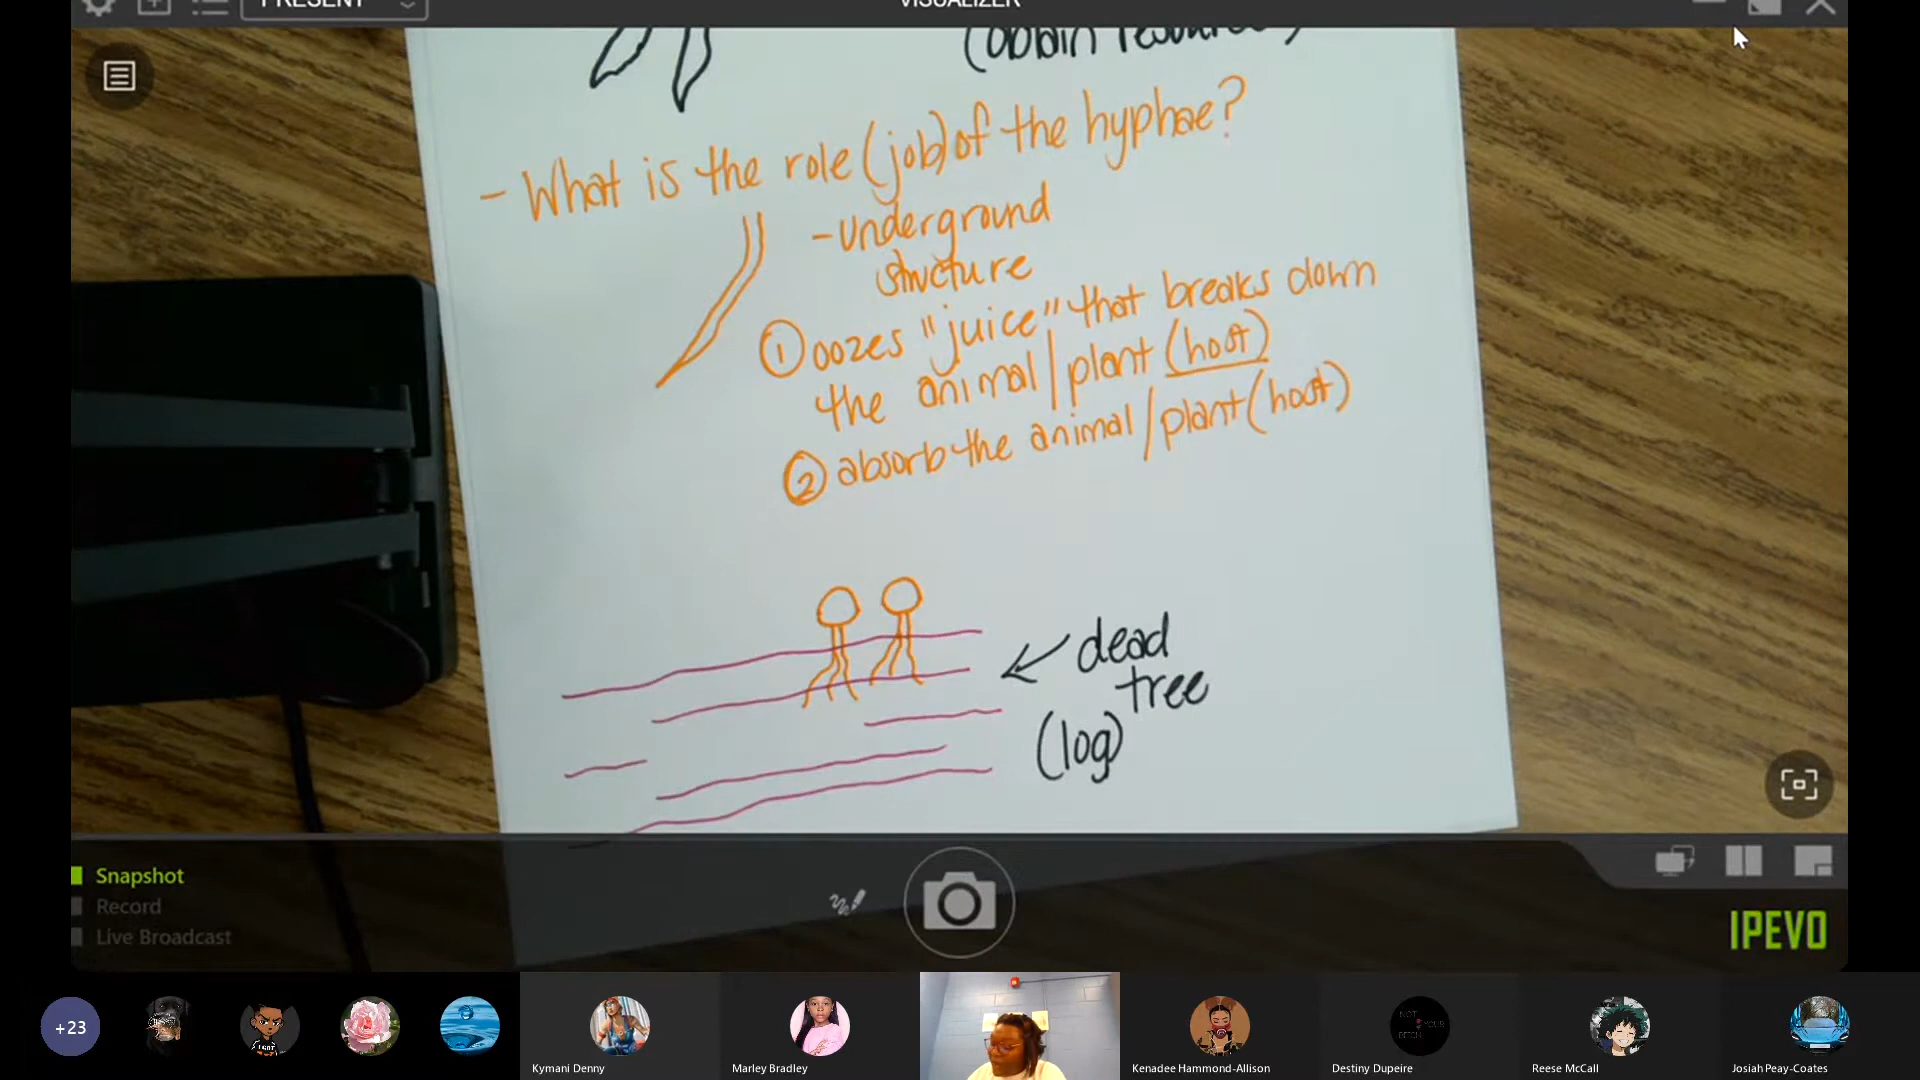 PRESENT
VISUALIZER
(obtain resources)
- What is the role (job) of the hyphae?
- underground
structure
① oozes "juice" that breaks down
the animal/plant (host)
② absorb the animal/plant (host)
dead
tree
(log)
Snapshot
Record
Live Broadcast
IPEVO
+23
Kymani Denny
Marley Bradley
Kenadee Hammond-Allison
Destiny Dupeire
Reese McCall
Josiah Peay-Coates